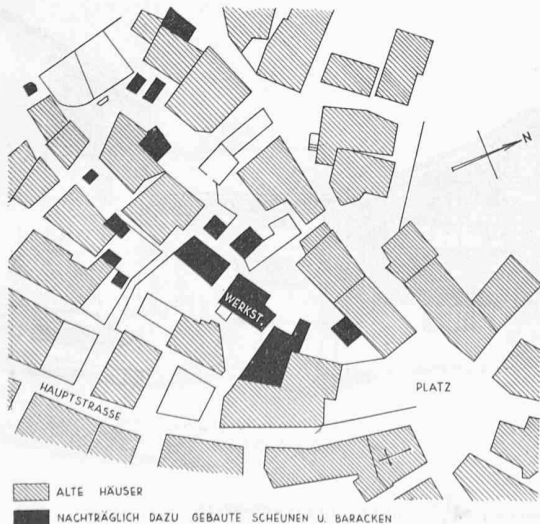 N
WERKST.
PLATZ
HAUPTSTRASSE
ALTE HÄUSER
NACHTRÄGLICH DAZU GEBAUTE SCHEUNEN U. BARACKEN